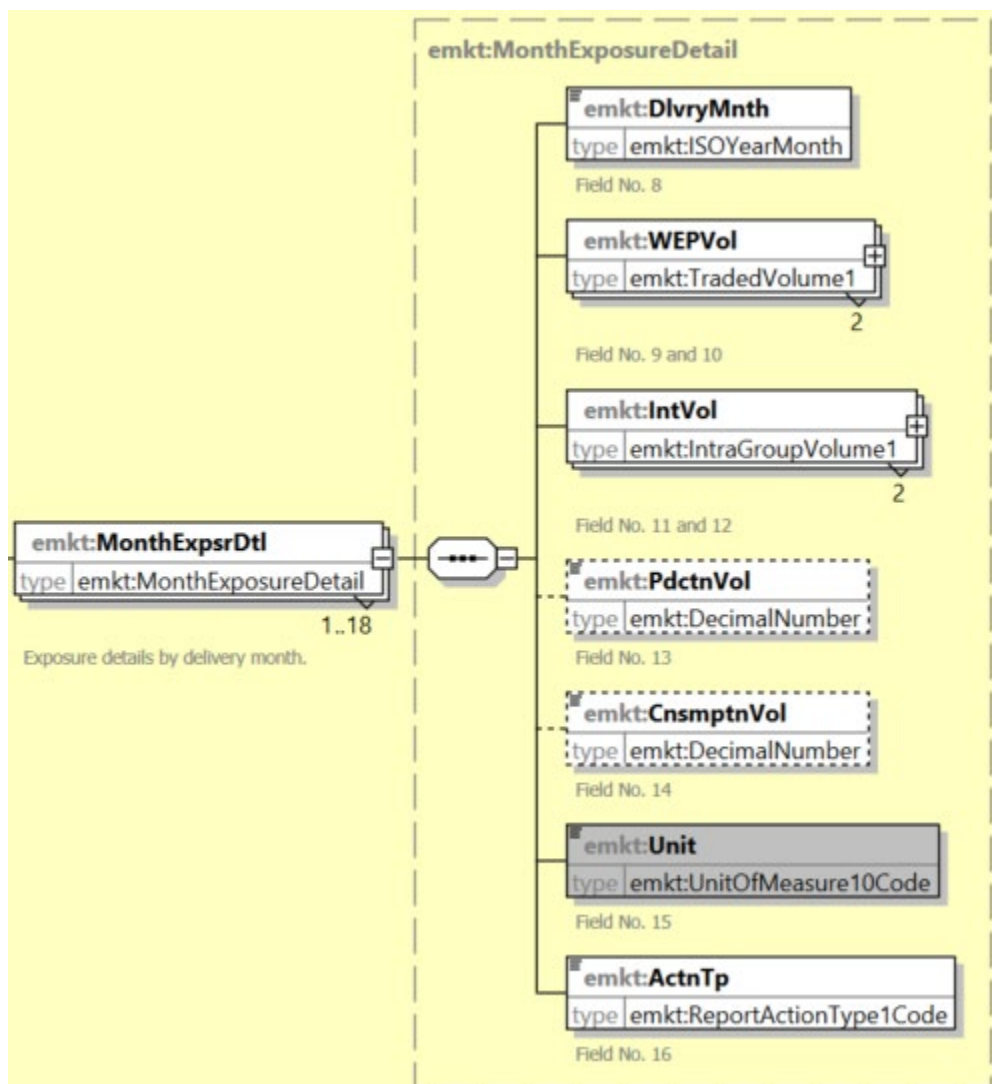 emkt:MonthExposureDetail
emkt:DlvryMnth
type emkt:ISOYearMonth
Field No. 8
emkt:WEPVol
type emkt:TradedVolume1
2
Field No. 9 and 10
emkt:IntVol
type emkt:IntraGroupVolume1
2
Field No. 11 and 12
emkt:MonthExpsrDtl
type emkt:MonthExposureDetail
1..18
Exposure details by delivery month.
emkt:PdctnVol
type emkt:DecimalNumber
Field No. 13
emkt:CnsmptnVol
type emkt:DecimalNumber
Field No. 14
emkt:Unit
type emkt:UnitOfMeasure10Code
Field No. 15
emkt:ActnTp
type emkt:ReportActionType1Code
Field No. 16